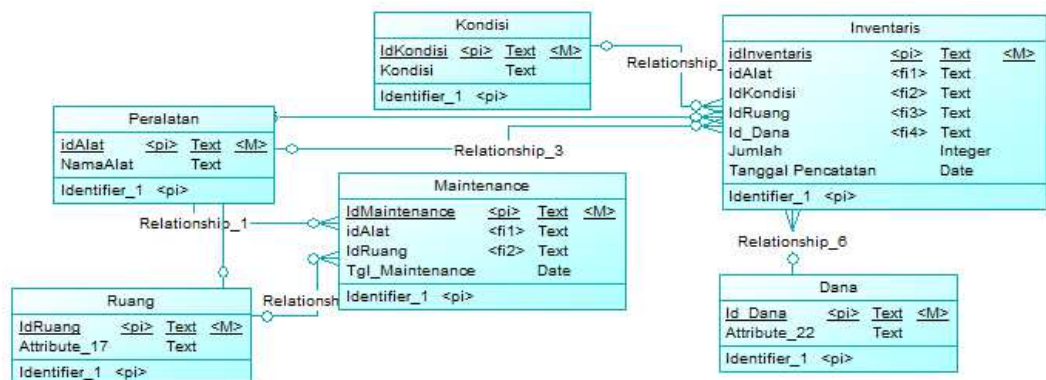 Kondisi
IdKondisi <pi> Text <M>
Kondisi Text
Identifier_1 <pi>
Inventaris
idInventaris <pi> Text <M>
idAlat <fi1> Text
IdKondisi <fi2> Text
IdRuang <fi3> Text
Id_Dana <fi4> Text
Jumlah Integer
Tanggal Pencatatan Date
Identifier_1 <pi>
Relationship_
Peralatan
idAlat <pi> Text <M>
NamaAlat Text
Identifier_1 <pi>
Relationship_3
Maintenance
IdMaintenance <pi> Text <M>
idAlat <fi1> Text
IdRuang <fi2> Text
Tgl_Maintenance Date
Identifier_1 <pi>
Relationship_1
Relationship_6
Ruang
IdRuang <pi> Text <M>
Attribute_17 Text
Identifier_1 <pi>
Relationsh
Dana
Id_Dana <pi> Text <M>
Attribute_22 Text
Identifier_1 <pi>